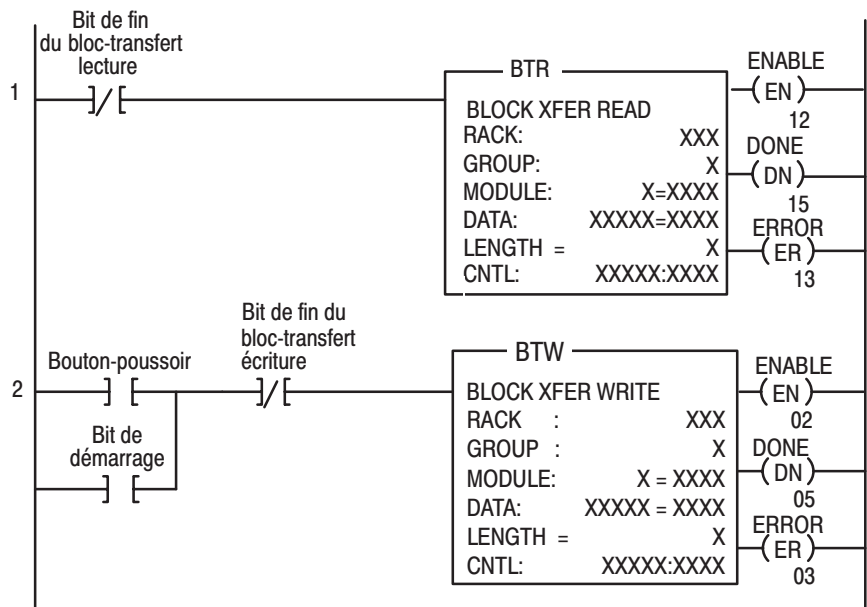 Bit de fin
du bloc-transfert
lecture
1
BTR
BLOCK XFER READ
RACK: XXX
GROUP: X
MODULE: X=XXXX
DATA: XXXXX=XXXX
LENGTH = X
CNTL: XXXXX:XXXX
ENABLE
EN
12
DONE
DN
15
ERROR
ER
13
2
Bouton-poussoir
Bit de
démarrage
Bit de fin du
bloc-transfert
écriture
BTW
BLOCK XFER WRITE
RACK : XXX
GROUP : X
MODULE: X = XXXX
DATA: XXXXX = XXXX
LENGTH = X
CNTL: XXXXX:XXXX
ENABLE
EN
02
DONE
DN
05
ERROR
ER
03